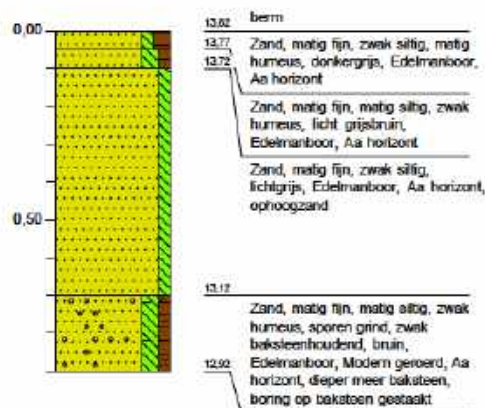 0,00
0,50
13,82
berm
13,77
Zand, matig fijn, zwak siltig, matig
humeus, donkergrijs, Edelmanboor,
Aa horizont
13,72
Zand, matig fijn, matig siltig, zwak
humeus, licht grijsbruin,
Edelmanboor, Aa horizont
Zand, matig fijn, zwak siltig,
lichtgrijs, Edelmanboor, Aa horizont,
ophoogzand
13,12
Zand, matig fijn, matig siltig, zwak
humeus, sporen grind, zwak
baksteenhoudend, bruin,
Edelmanboor, Modern geroerd, Aa
horizont, dieper meer baksteen,
boring op baksteen gestaakt
12,92